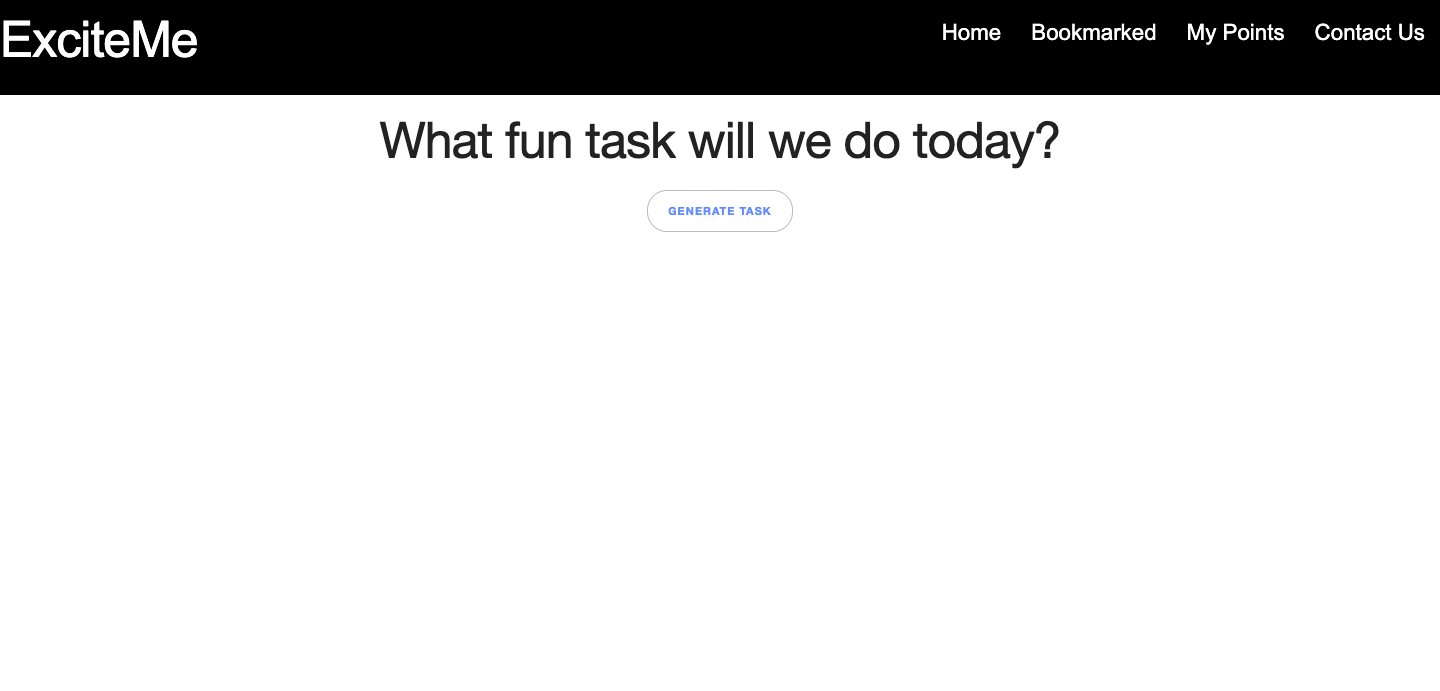 ExciteMe
Home Bookmarked My Points Contact Us
What fun task will we do today?
GENERATE TASK